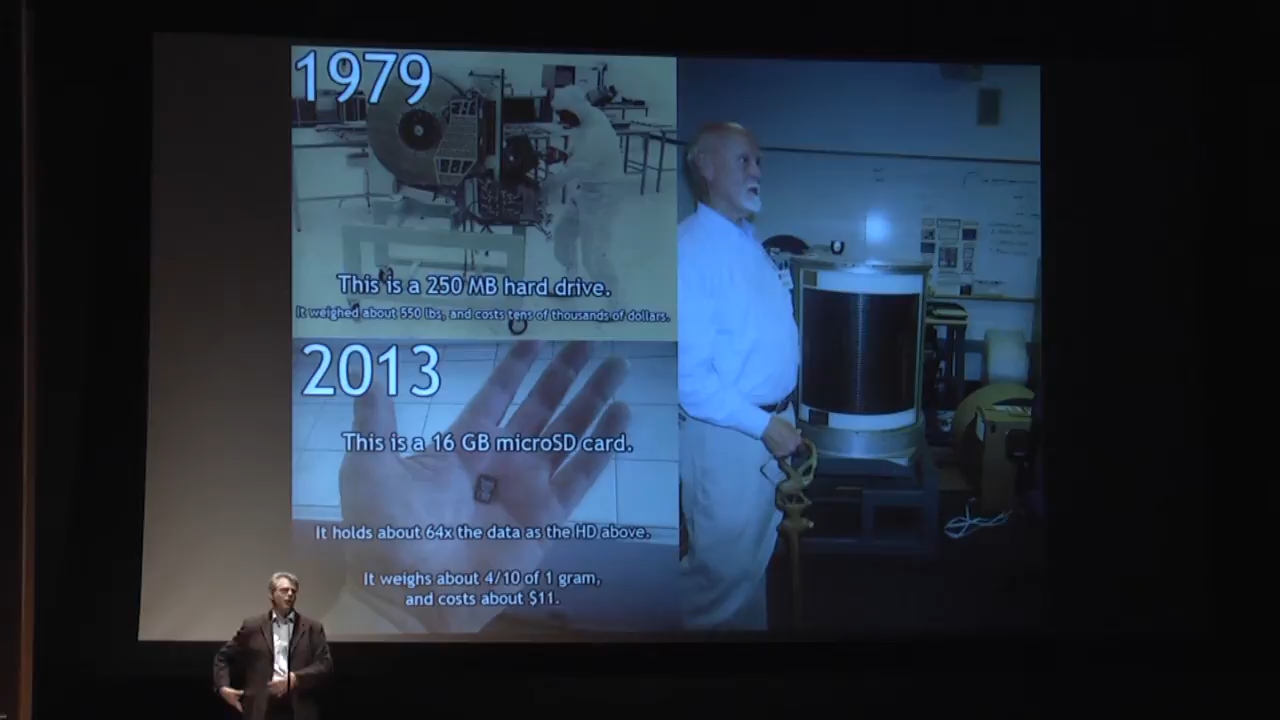 1979
This is a 250 MB hard drive.
It weighed about 550 lbs, and costs tens of thousands of dollars.
2013
This is a 16 GB microSD card.
It holds about 64x the data as the HD above.
It weighs about 4/10 of 1 gram,
and costs about $11.